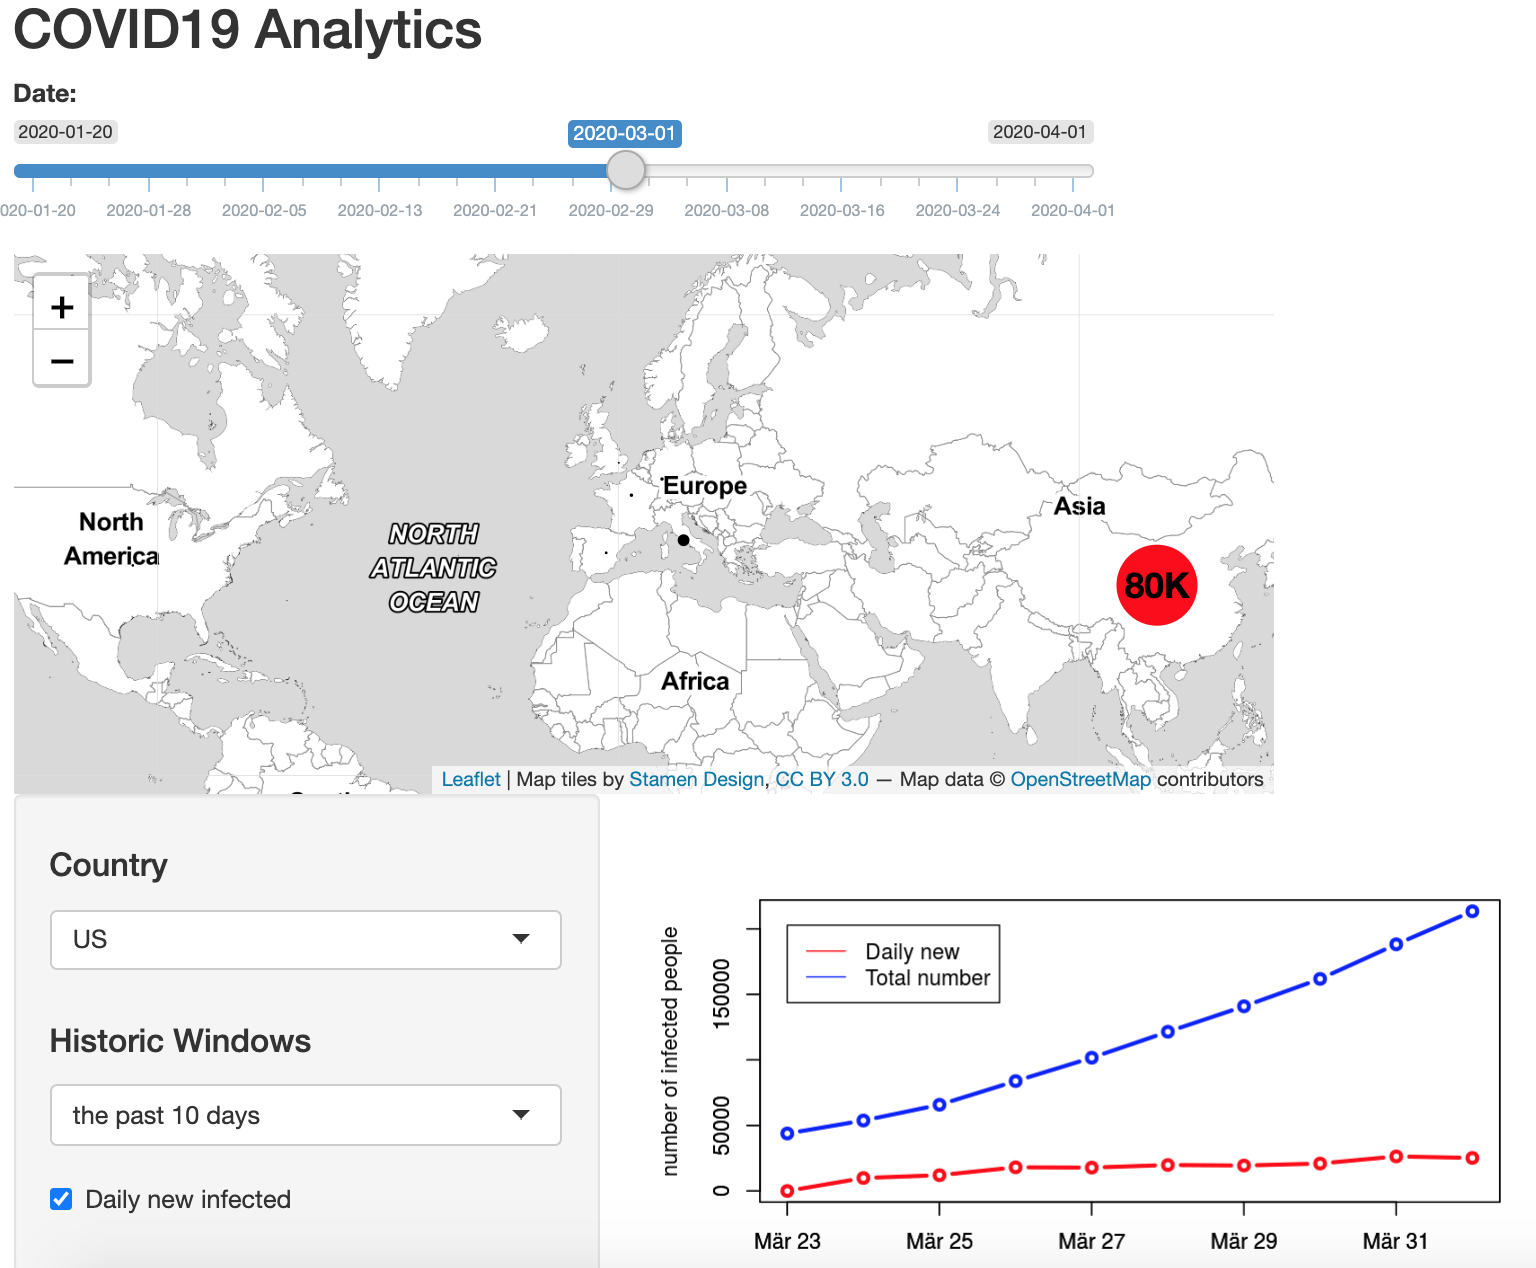 COVID19 Analytics
Date:
2020-01-20
2020-03-01
2020-04-01
020-01-20 2020-01-28 2020-02-05 2020-02-13 2020-02-21 2020-02-29 2020-03-08 2020-03-16 2020-03-24 2020-04-01
+
−
Europe
Asia
North
America
NORTH
ATLANTIC
OCEAN
80K
Africa
Leaflet | Map tiles by Stamen Design, CC BY 3.0 — Map data © OpenStreetMap contributors
Country
US
Historic Windows
the past 10 days
Daily new infected
number of infected people
Daily new
Total number
150000
50000
0
Mär 23 Mär 25 Mär 27 Mär 29 Mär 31